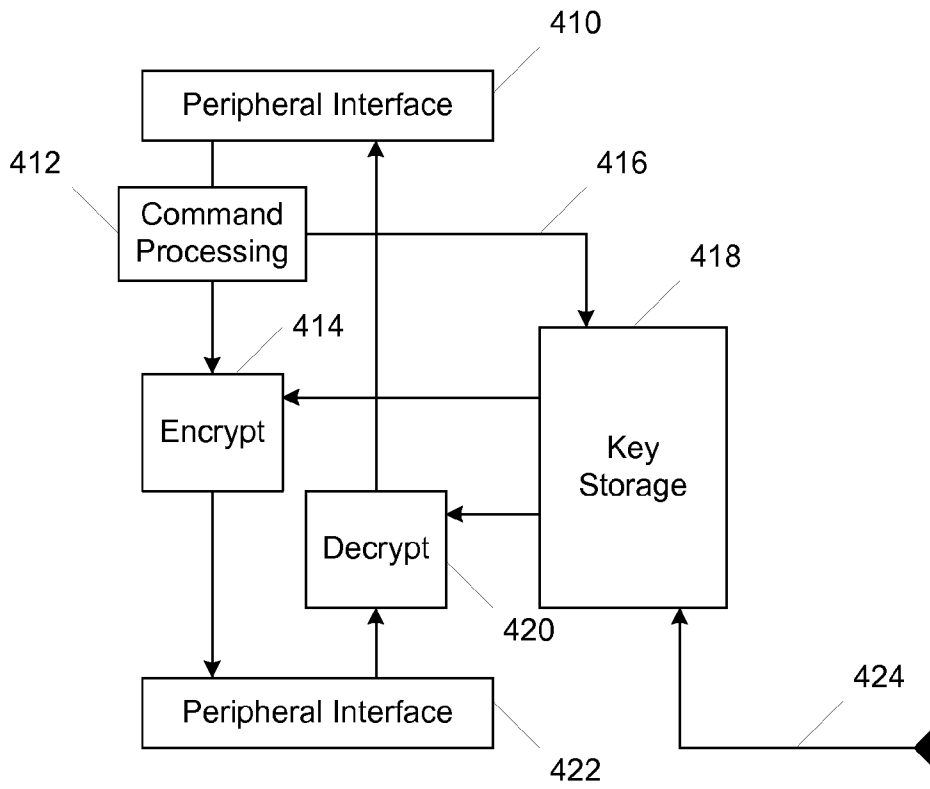 410
Peripheral Interface
412
416
Command
Processing
418
414
Encrypt
Key
Storage
Decrypt
420
424
Peripheral Interface
422